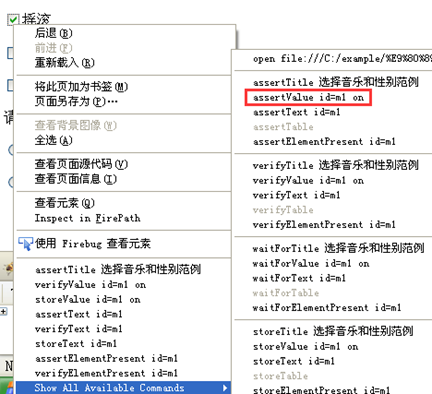 摇滚
请
后退(B)
前进(F)
重新载入(R)
将此页加为书签(M)
页面另存为(P)…
查看背景图像(W)
全选(A)
查看页面源代码(V)
查看页面信息(I)
查看元素(Q)
Inspect in FirePath
使用 Firebug 查看元素
assertTitle 选择音乐和性别范例
verifyValue id=m1 on
storeValue id=m1 on
assertText id=m1
verifyText id=m1
storeText id=m1
assertElementPresent id=m1
verifyElementPresent id=m1
Show All Available Commands
open file:///C:/example/%E9%80%89
assertTitle 选择音乐和性别范例
assertValue id=m1 on
assertText id=m1
assertTable
assertElementPresent id=m1
verifyTitle 选择音乐和性别范例
verifyValue id=m1 on
verifyText id=m1
verifyTable
verifyElementPresent id=m1
waitForTitle 选择音乐和性别范例
waitForValue id=m1 on
waitForText id=m1
waitForTable
waitForElementPresent id=m1
storeTitle 选择音乐和性别范例
storeValue id=m1 on
storeText id=m1
storeTable
storeElementPresent id=m1